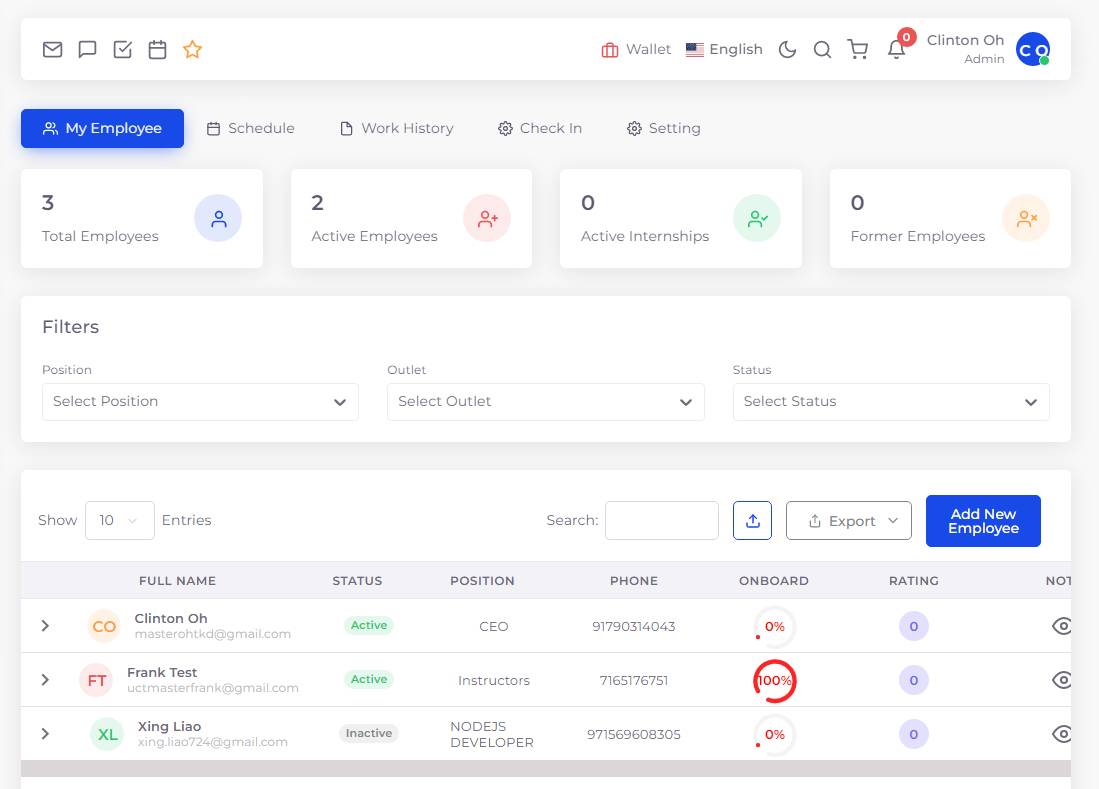 Wallet English 0 Clinton Oh
Admin
C O
My Employee Schedule Work History Check In Setting
3 2 0 0
Total Employees Active Employees Active Internships Former Employees
Filters
Position Outlet Status
Select Position Select Outlet Select Status
Show 10 Entries Search: Export Add New
Employee
FULL NAME STATUS POSITION PHONE ONBOARD RATING NOT
CO Clinton Oh Active CEO 91790314043 0% 0
masterohtkd@gmail.com
FT Frank Test Active Instructors 7165176751 100% 0
uctmasterfrank@gmail.com
XL Xing Liao Inactive NODEJS 971569608305 0% 0
xing.liao724@gmail.com DEVELOPER